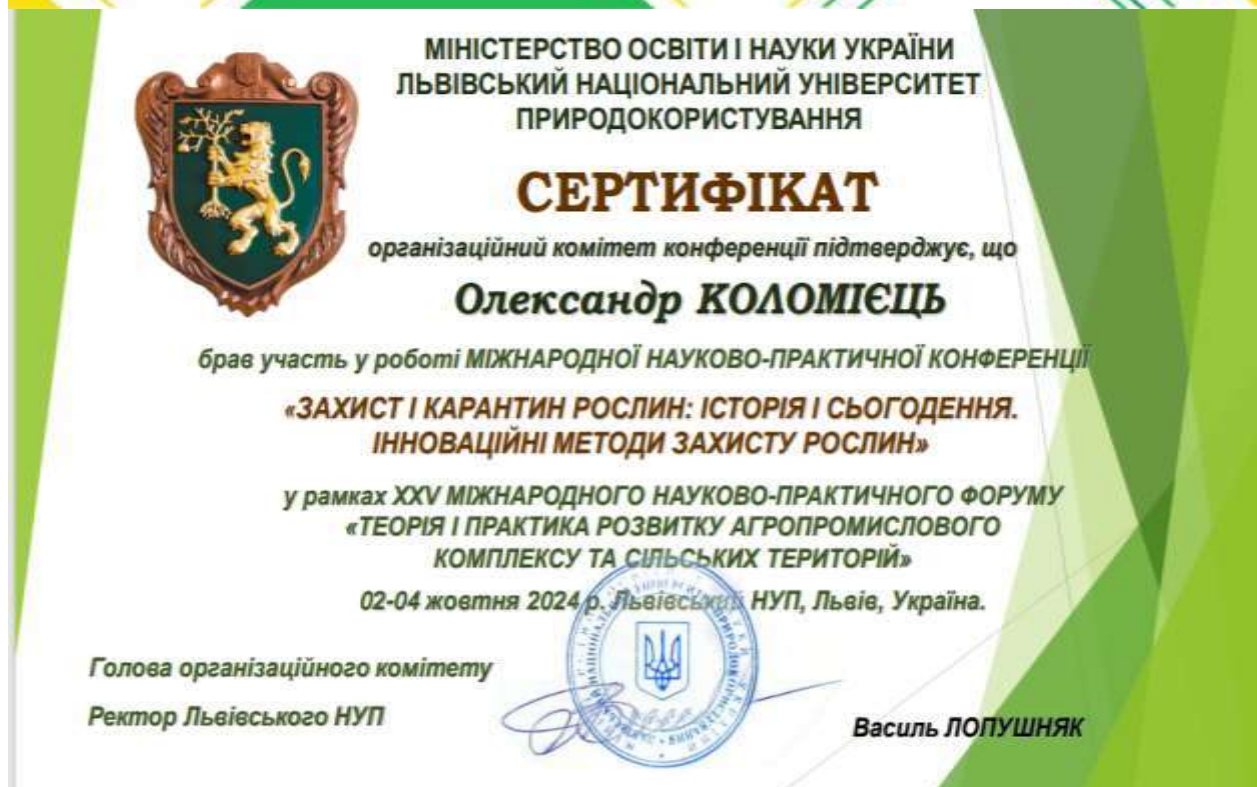 МІНІСТЕРСТВО ОСВІТИ І НАУКИ УКРАЇНИ
ЛЬВІВСЬКИЙ НАЦІОНАЛЬНИЙ УНІВЕРСИТЕТ
ПРИРОДОКОРИСТУВАННЯ
СЕРТИФІКАТ
організаційний комітет конференції підтверджує, що
Олександр КОЛОМІЄЦЬ
брав участь у роботі МІЖНАРОДНОЇ НАУКОВО-ПРАКТИЧНОЇ КОНФЕРЕНЦІЇ
«ЗАХИСТ І КАРАНТИН РОСЛИН: ІСТОРІЯ І СЬОГОДЕННЯ.
ІННОВАЦІЙНІ МЕТОДИ ЗАХИСТУ РОСЛИН»
у рамках XXV МІЖНАРОДНОГО НАУКОВО-ПРАКТИЧНОГО ФОРУМУ
«ТЕОРІЯ І ПРАКТИКА РОЗВИТКУ АГРОПРОМИСЛОВОГО
КОМПЛЕКСУ ТА СІЛЬСЬКИХ ТЕРИТОРІЙ»
02-04 жовтня 2024 р. Львівський НУП, Львів, Україна.
Голова організаційного комітету
Ректор Львівського НУП
Василь ЛОПУШНЯК